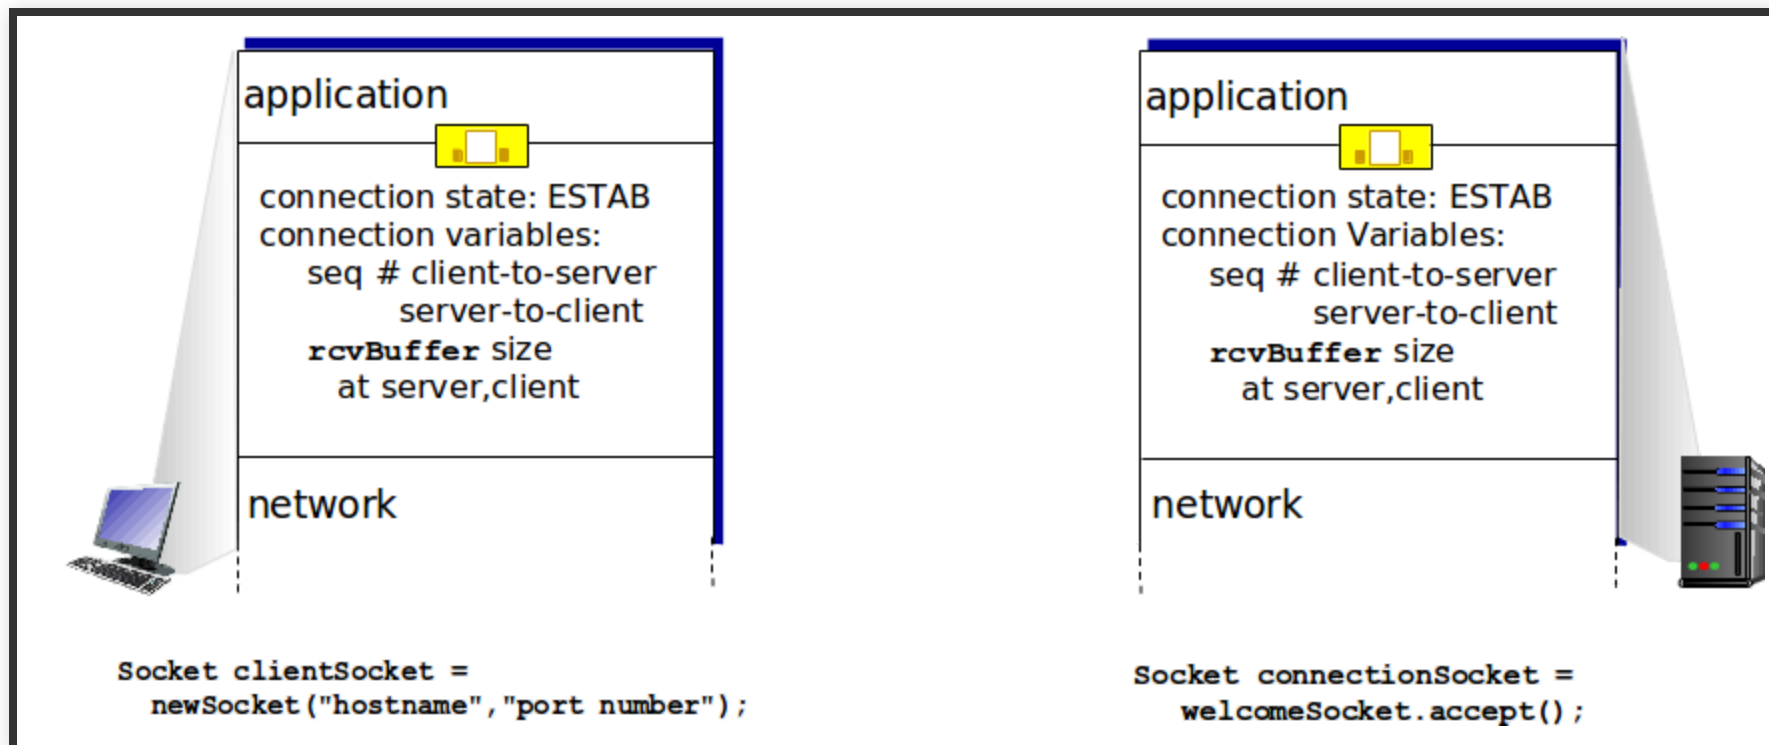 application
connection state: ESTAB
connection variables:
seq # client-to-server
server-to-client
rcvBuffer size
at server,client
network
Socket clientSocket =
newSocket("hostname","port number");
application
connection state: ESTAB
connection Variables:
seq # client-to-server
server-to-client
rcvBuffer size
at server,client
network
Socket connectionSocket =
welcomeSocket.accept();